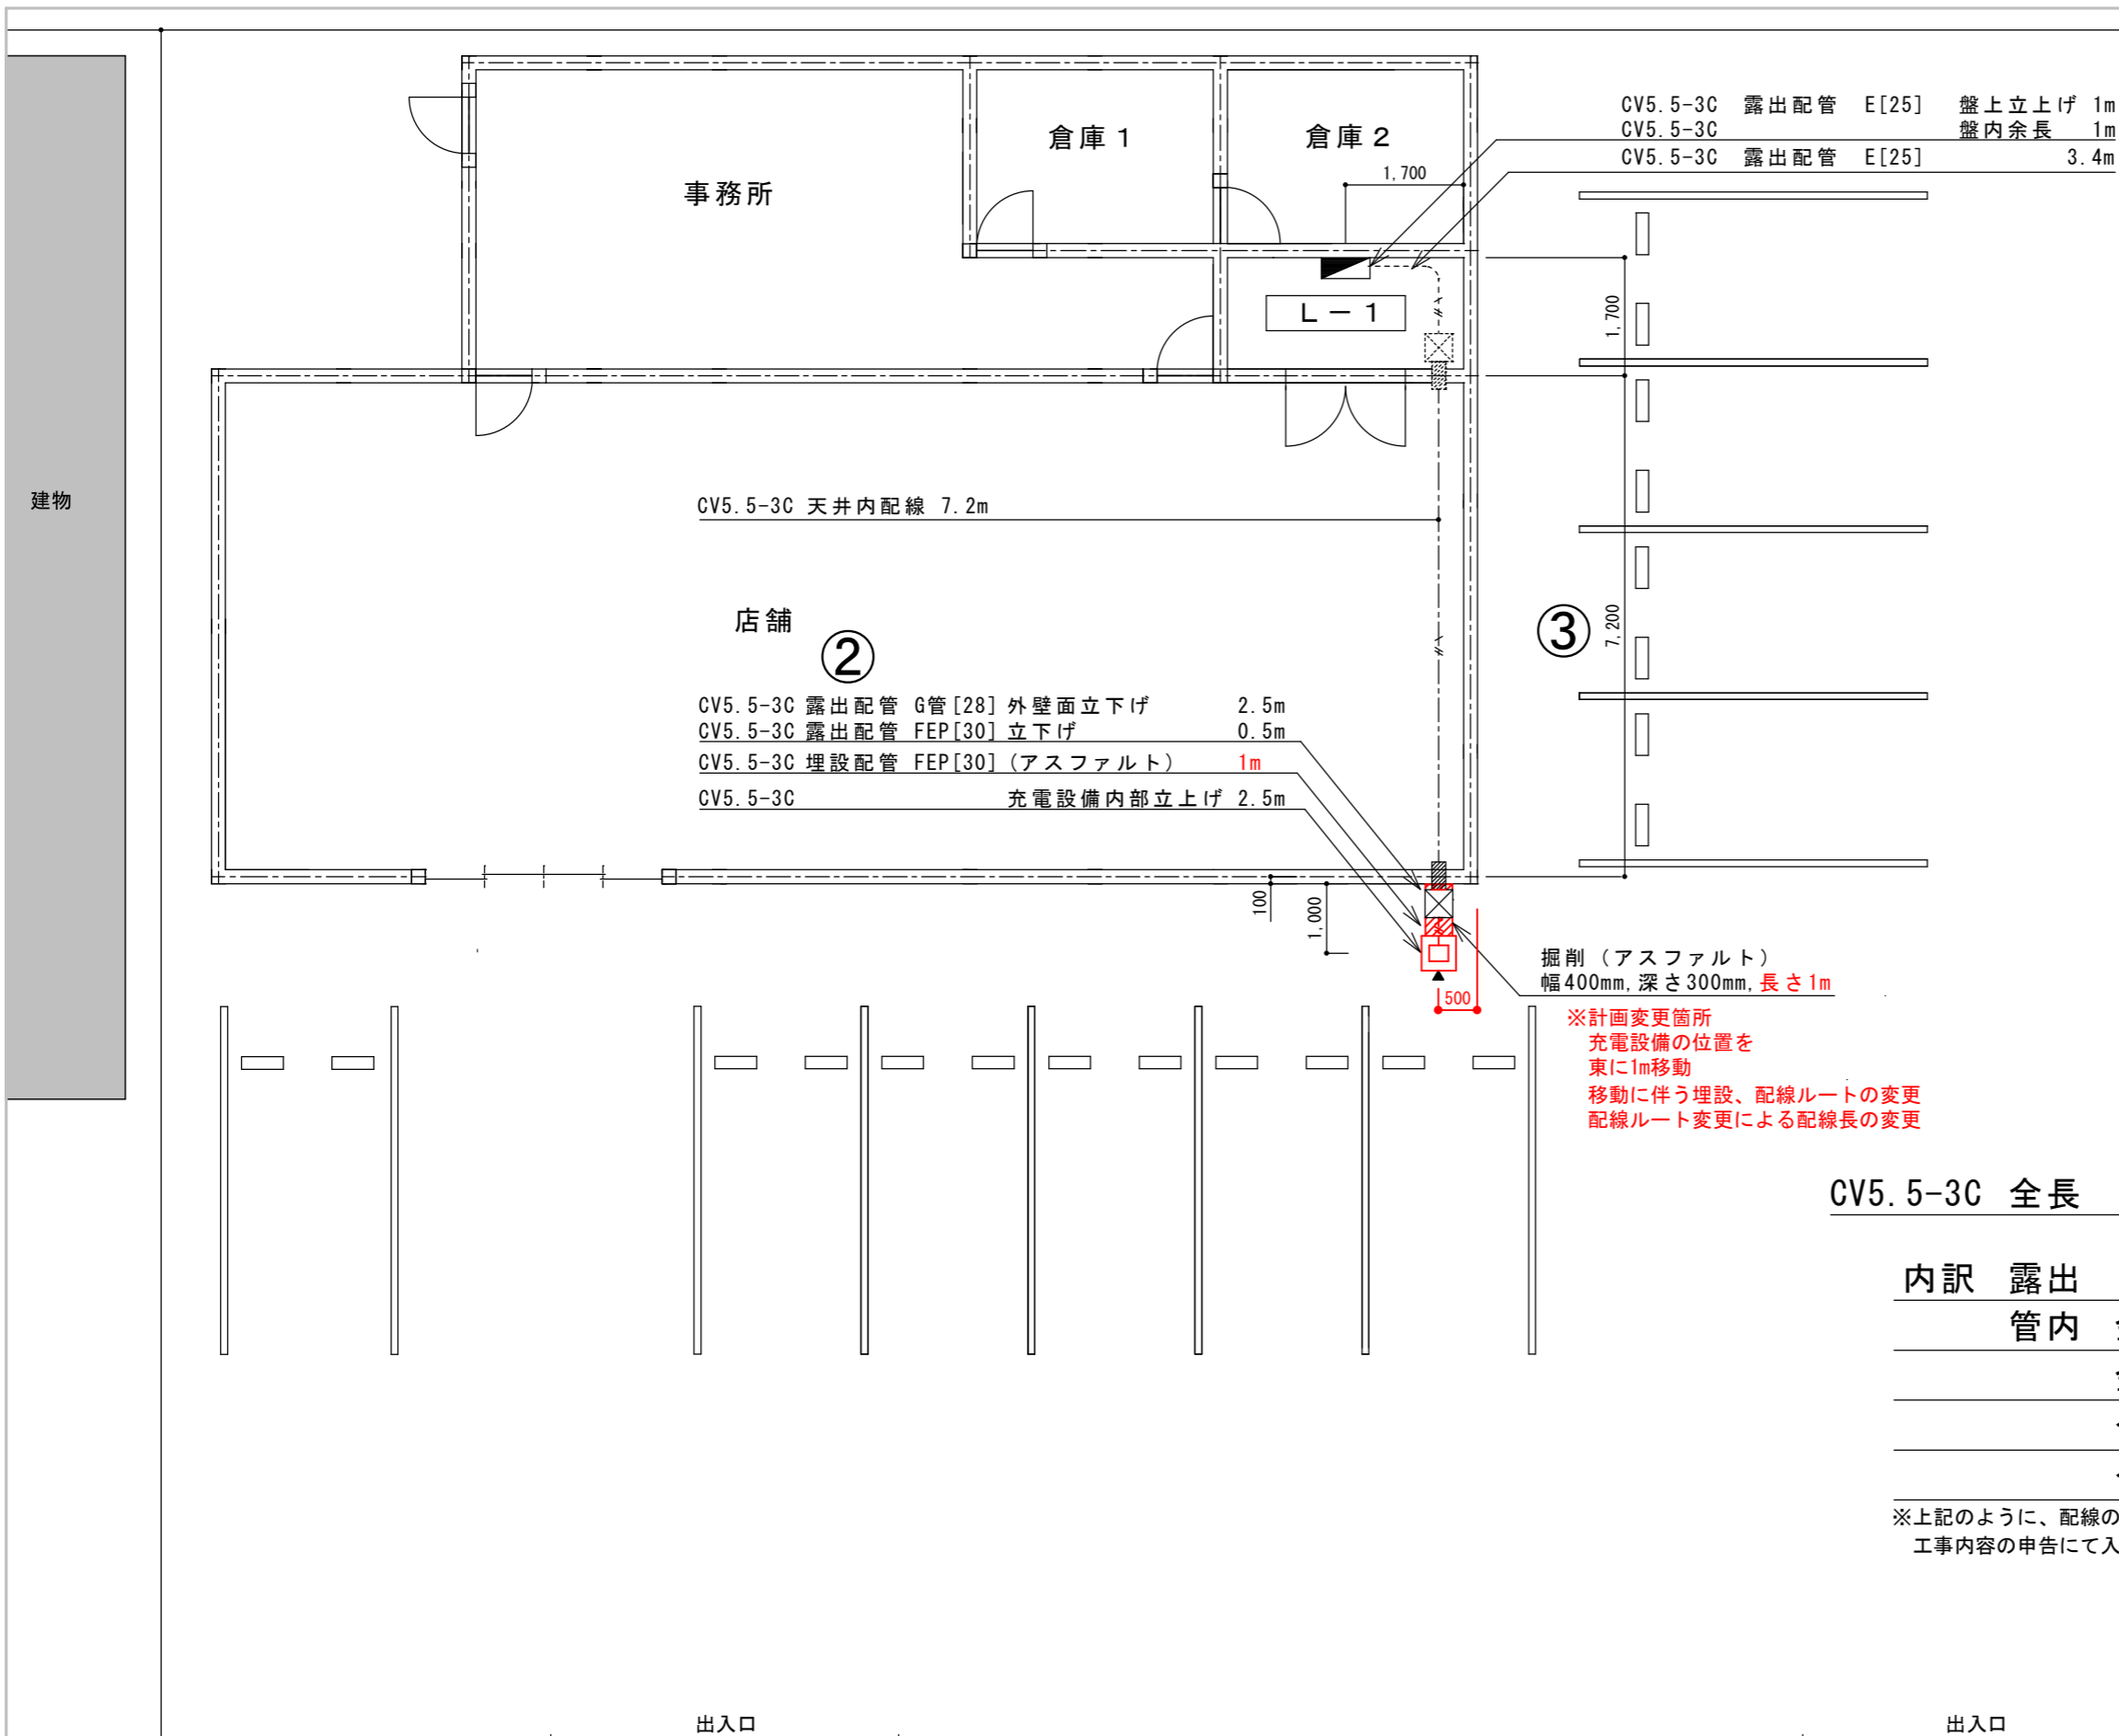 CV5.5-3C 露出配管 E[25] 盤上立上げ 1m
CV5.5-3C 盤内余長 1m
CV5.5-3C 露出配管 E[25] 3.4m
倉庫1
倉庫2
1,700
事務所
L-1
1,700
建物
CV5.5-3C 天井内配線 7.2m
店舗
②
③
7,200
CV5.5-3C 露出配管 G管[28] 外壁面立下げ 2.5m
CV5.5-3C 露出配管 FEP[30] 立下げ 0.5m
CV5.5-3C 埋設配管 FEP[30] (アスファルト) 1m
CV5.5-3C 充電設備内部立上げ 2.5m
100
1,000
掘削(アスファルト)
幅400mm,深さ300mm,長さ1m
500
※計画変更箇所
充電設備の位置を
東に1m移動
移動に伴う埋設、配線ルートの変更
配線ルート変更による配線長の変更
CV5.5-3C 全長
内訳 露出
管内
※上記のように、配線の
工事内容の申告にて入
出入口
出入口